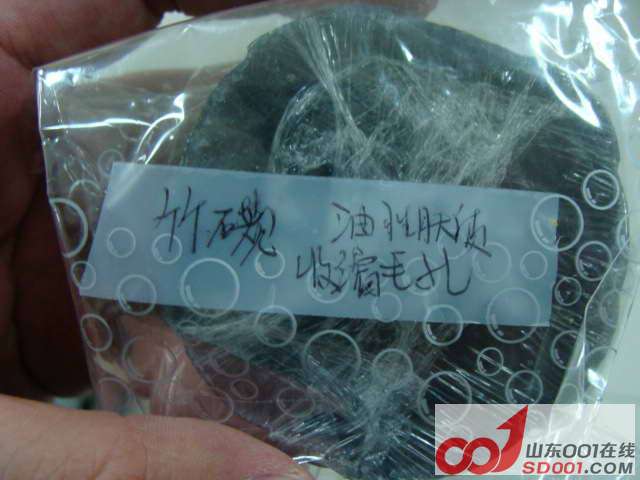 竹碳 油性肤质
收缩毛孔
山东001在线
SD001.COM